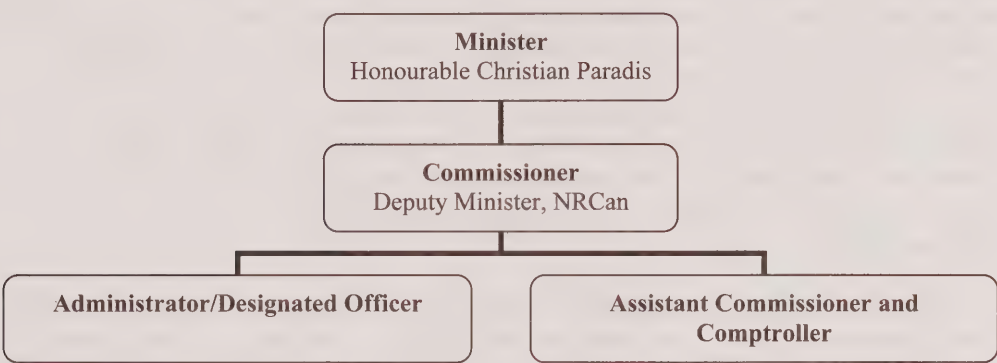 Minister
Honourable Christian Paradis
Commissioner
Deputy Minister, NRCan
Administrator/Designated Officer
Assistant Commissioner and
Comptroller